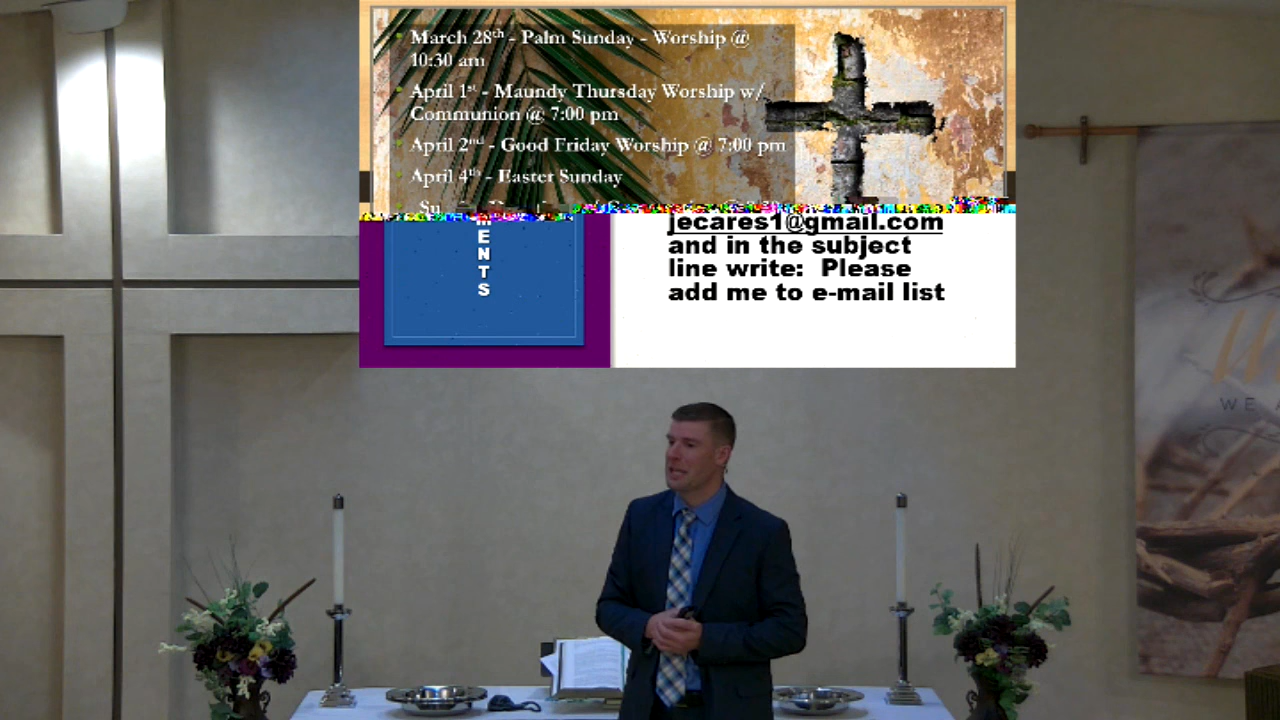 March 28th - Palm Sunday - Worship @
10:30 am
April 1st - Maundy Thursday Worship w/
Communion @ 7:00 pm
April 2nd - Good Friday Worship @ 7:00 pm
April 4th - Easter Sunday
Su
E
N
T
S
jecares1@gmail.com
and in the subject
line write: Please
add me to e-mail list
WE